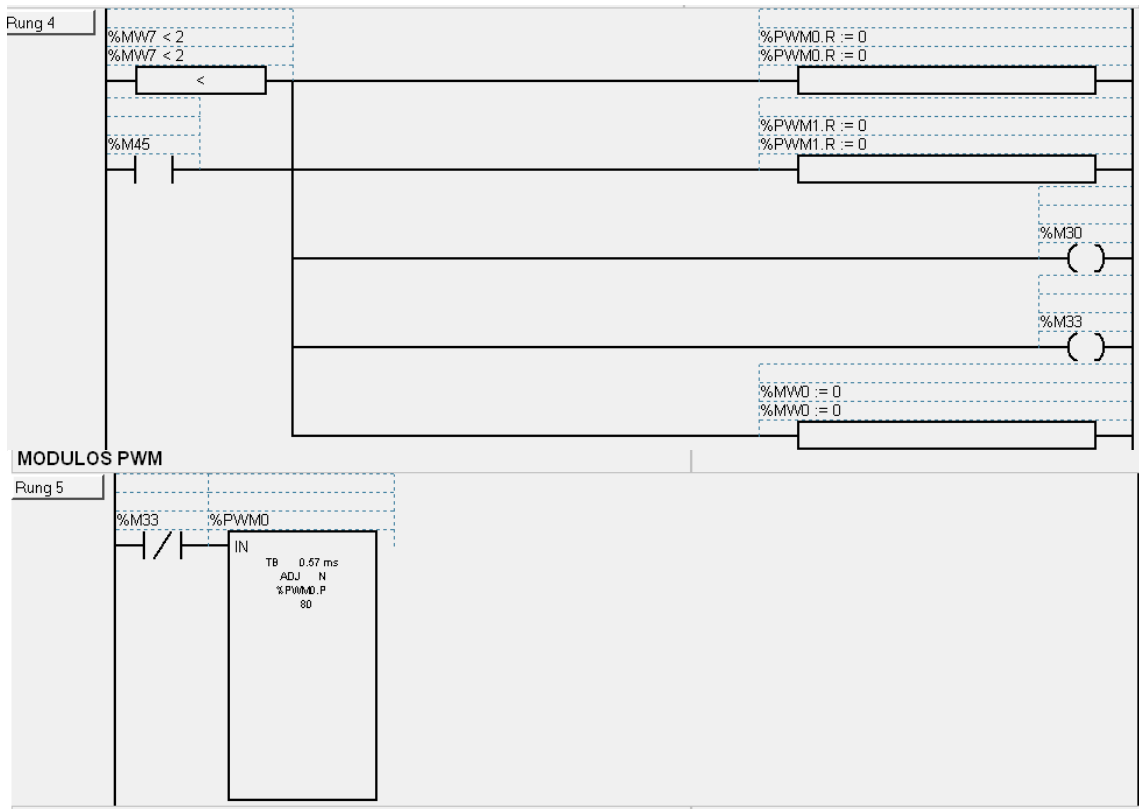 Rung 4
%MW7 < 2
%MW7 < 2
<
%PWM0.R := 0
%PWM0.R := 0
%M45
%PWM1.R := 0
%PWM1.R := 0
%M30
%M33
%MW0 := 0
%MW0 := 0
MODULOS PWM
Rung 5
%M33 %PWM0
IN
TB 0.57 ms
ADJ N
%PWM0.P
80